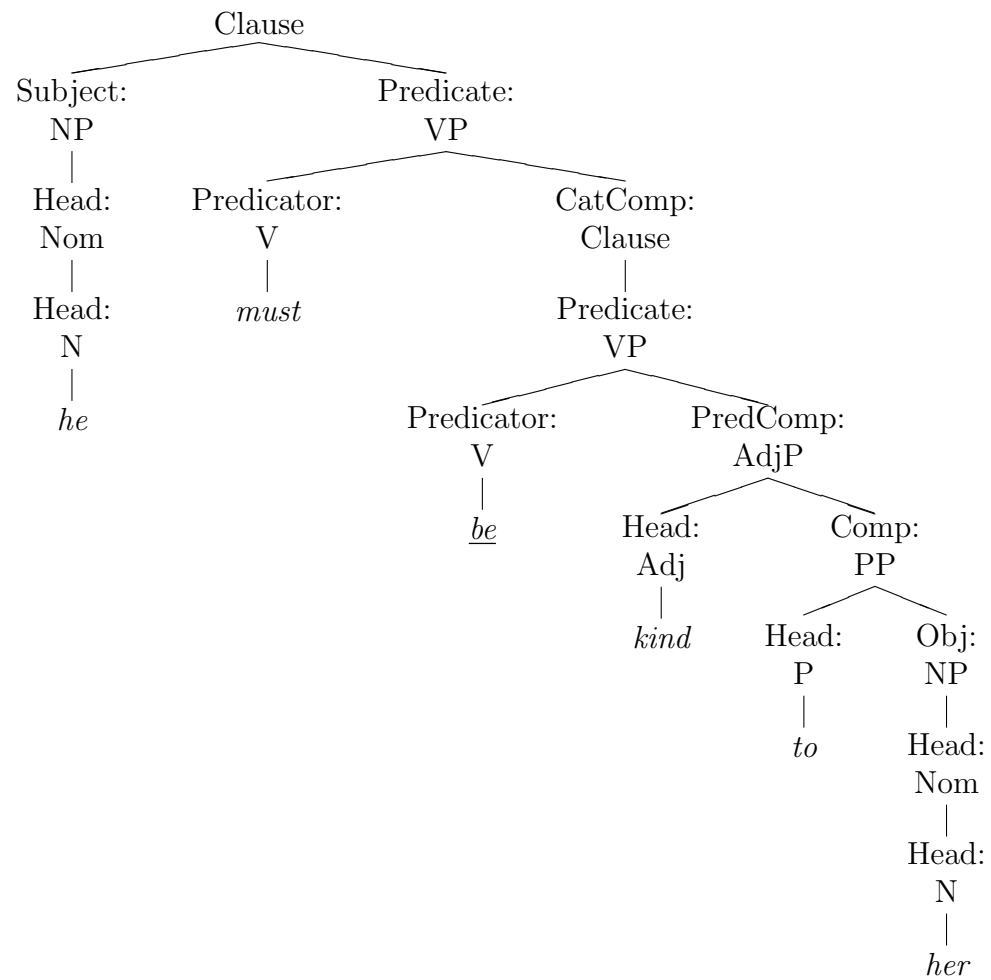 Clause
Subject: Predicate:
NP VP
Head: Predicator: CatComp:
Nom V Clause
Head: must Predicate:
N VP
he Predicator: PredComp:
V AdjP
be Head: Comp:
Adj PP
kind Head: Obj:
P NP
to Head:
Nom
Head:
N
her